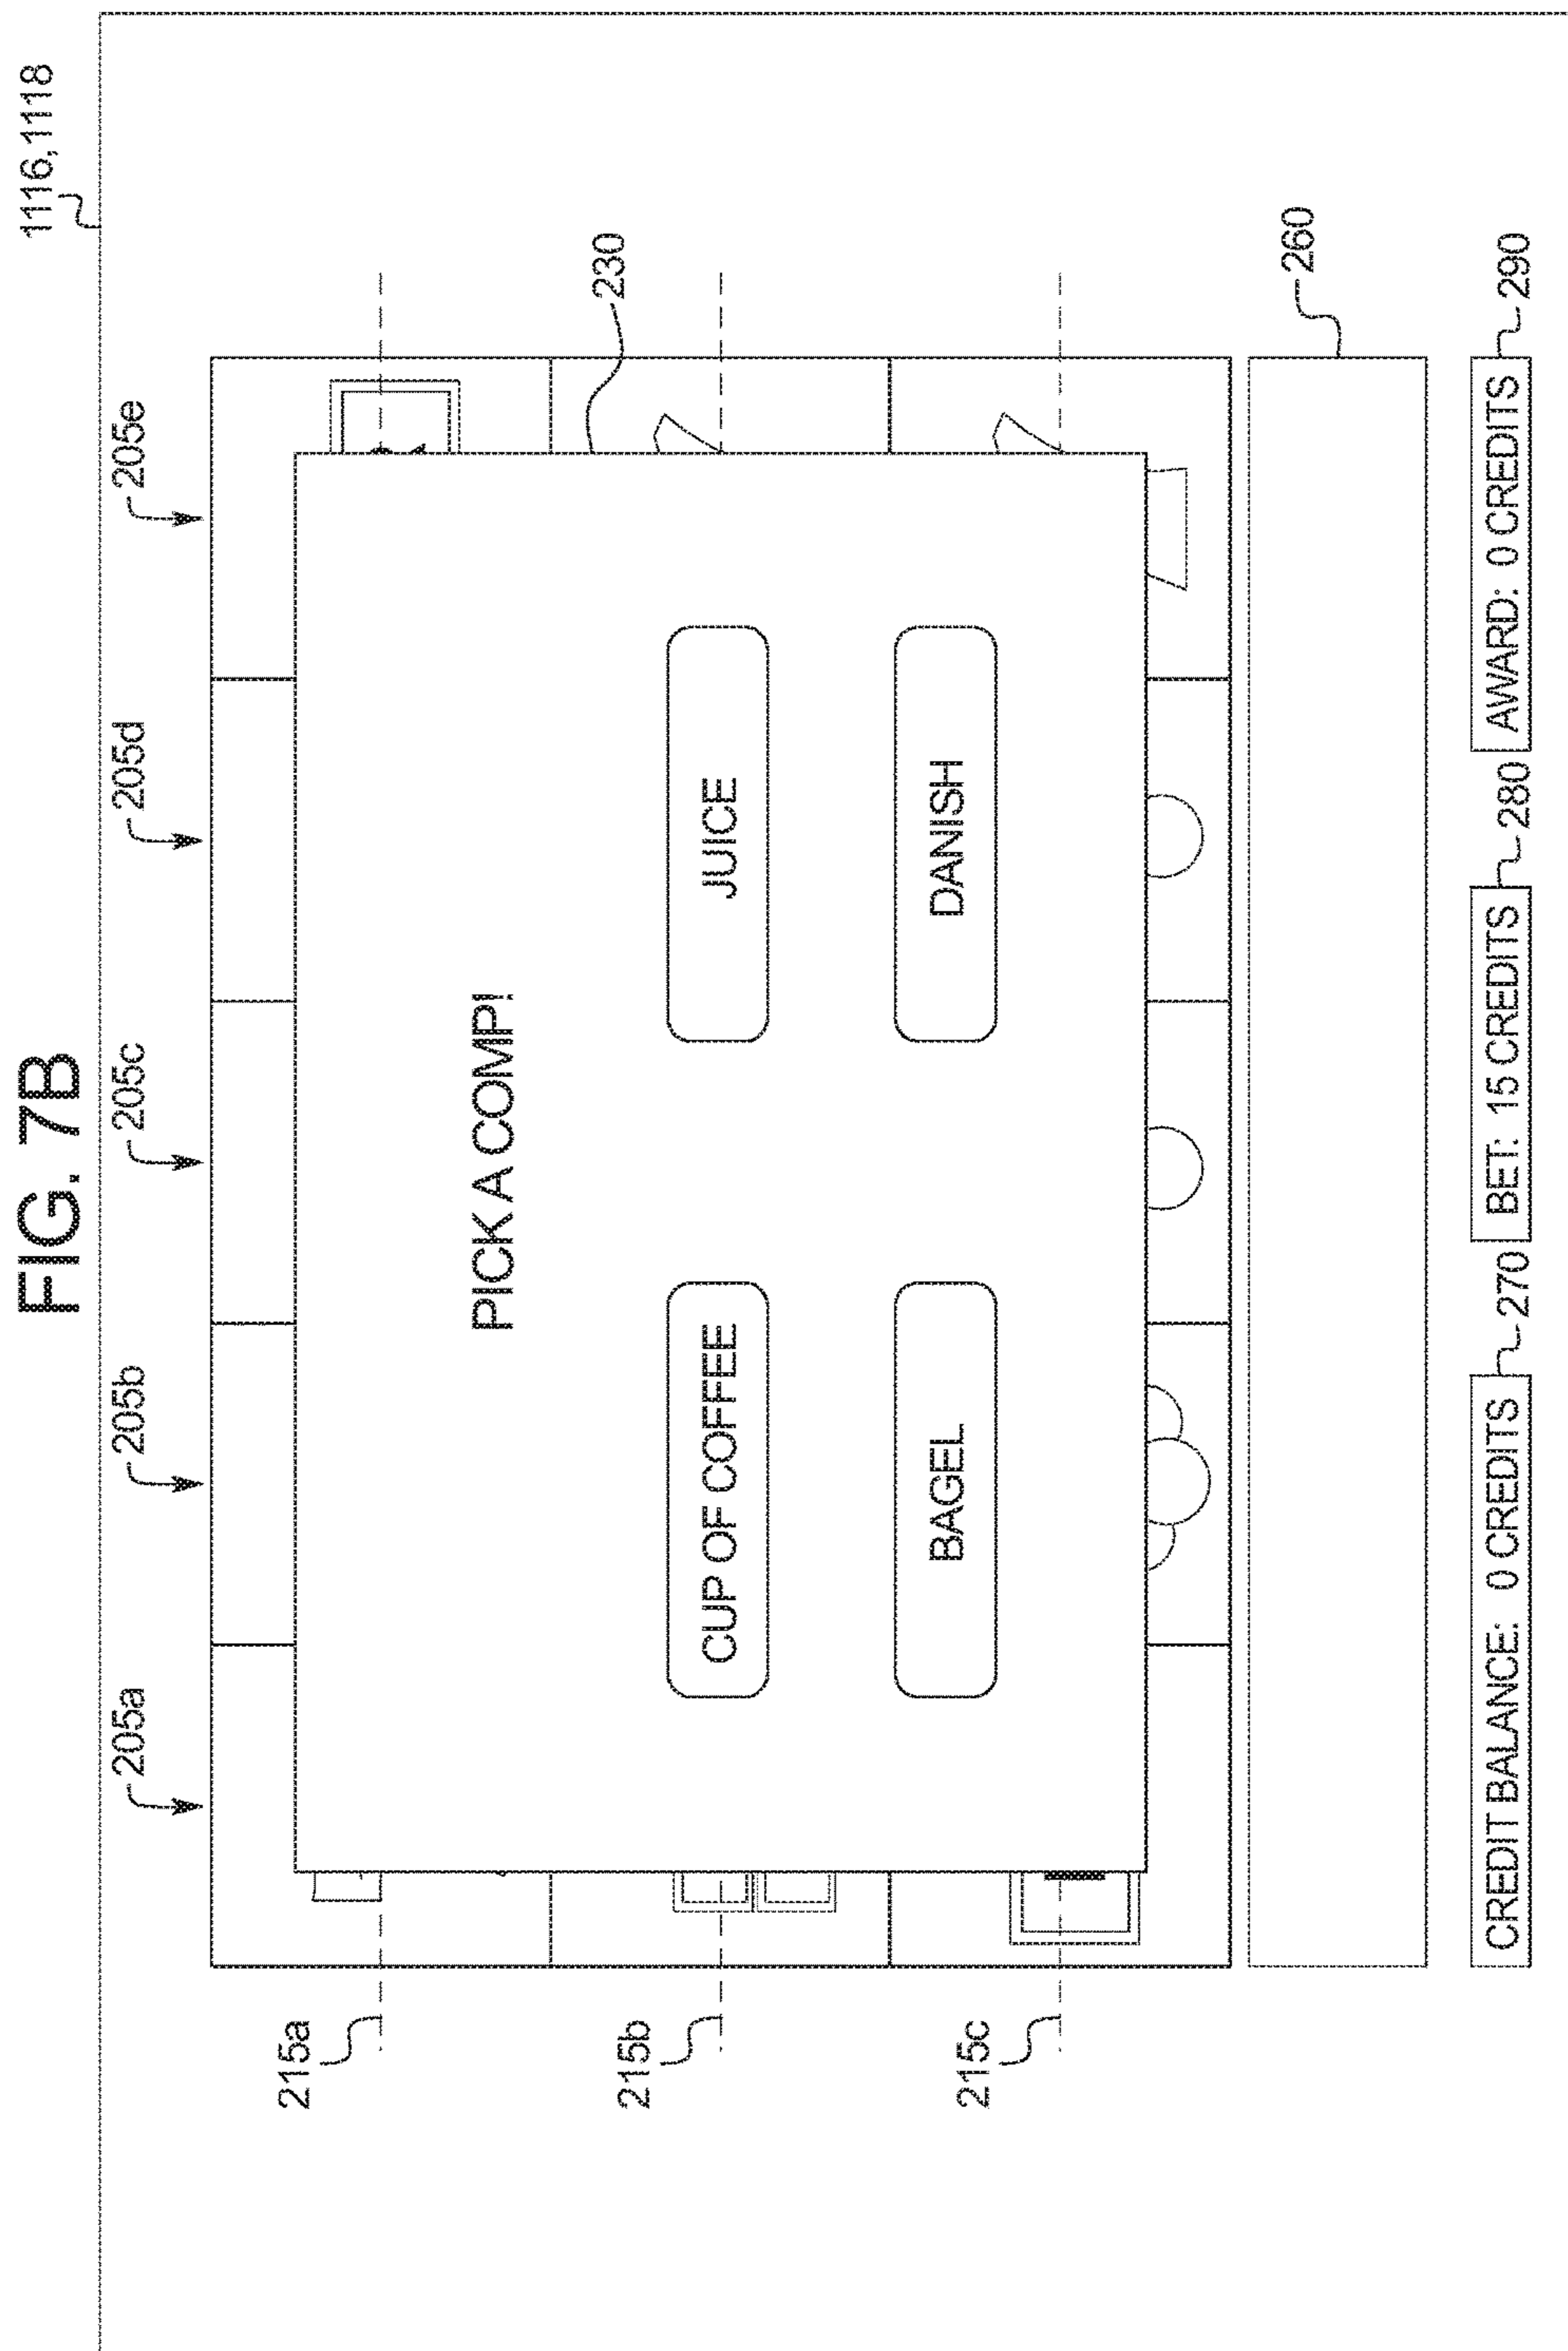 FIG. 7B
1116,1118
205a
205b
205c
205d
205e
215a
215b
215c
230
PICK A COMP!
CUP OF COFFEE
JUICE
BAGEL
DANISH
260
CREDIT BALANCE: 0 CREDITS
270
BET: 15 CREDITS
280
AWARD: 0 CREDITS
290